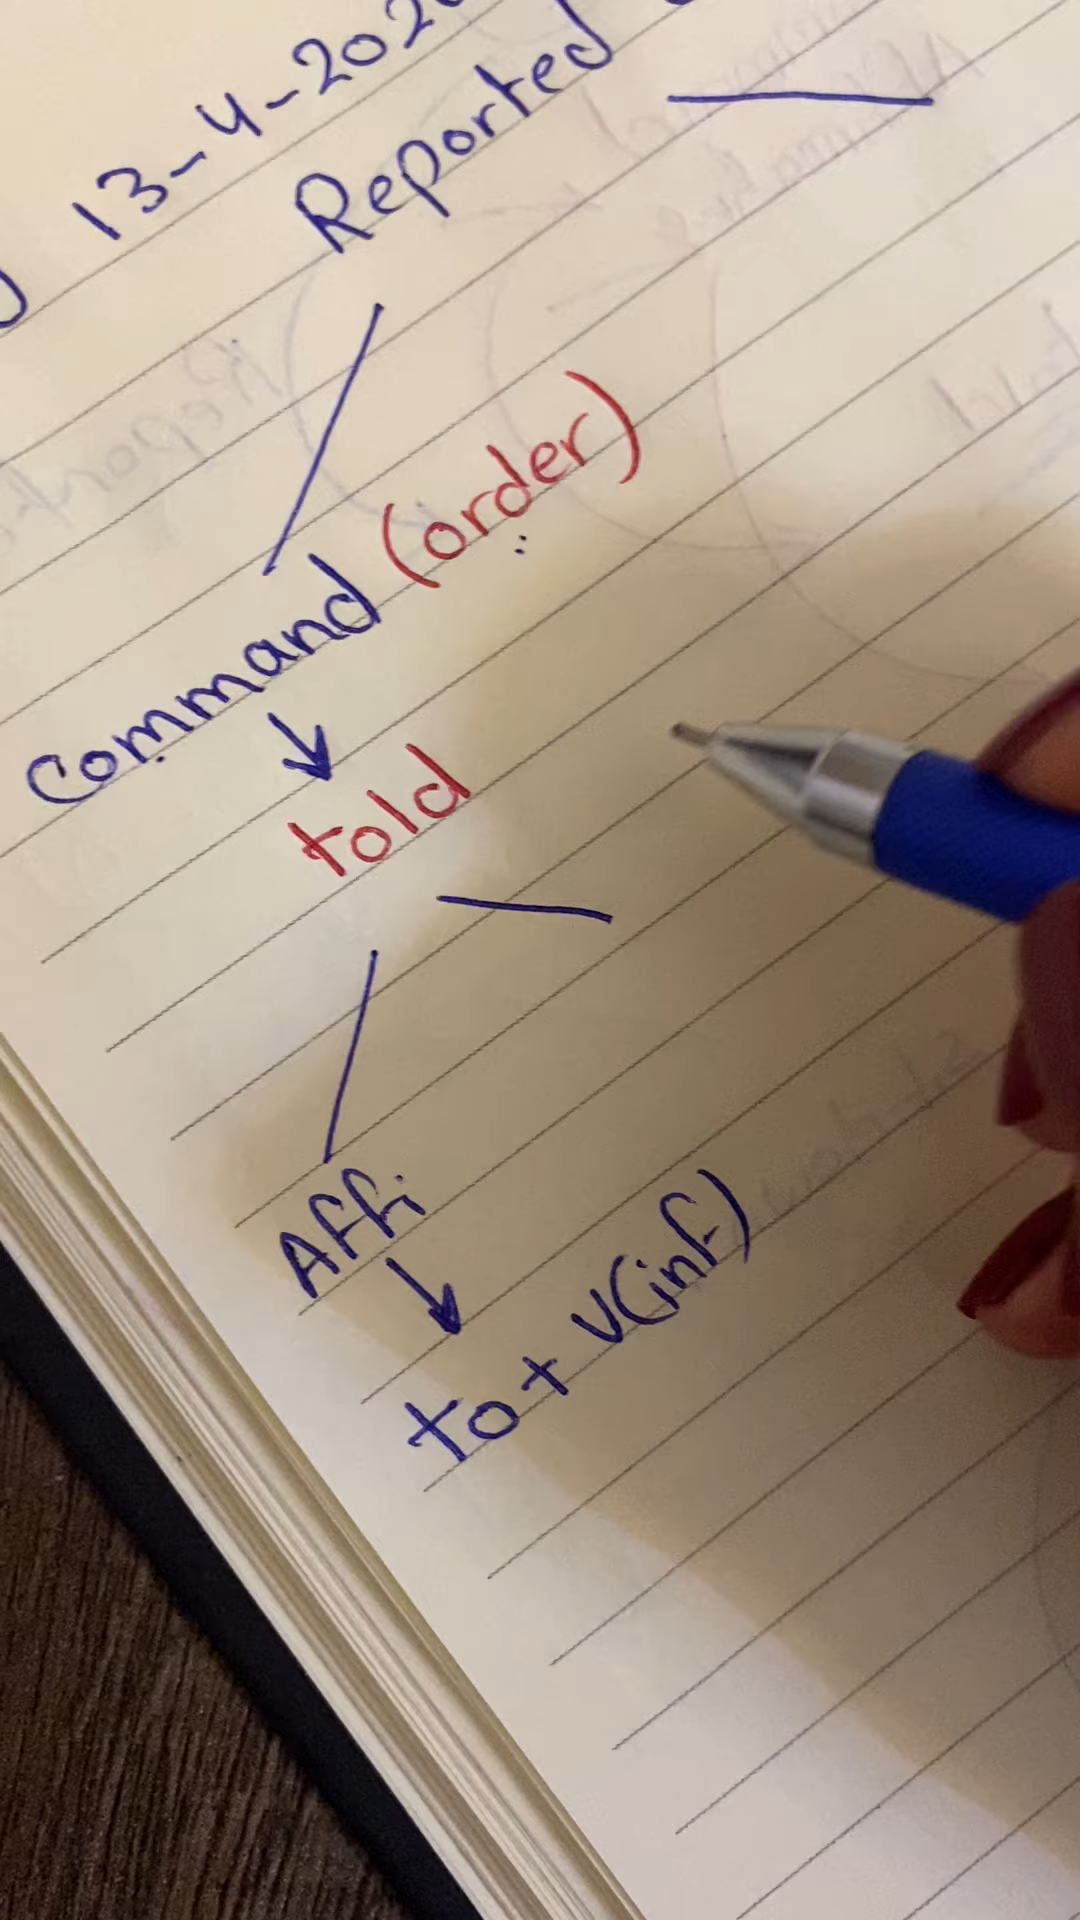 13-4-202
Reported
Command (order)
↓
told
Affi
↓
to + v(inf)